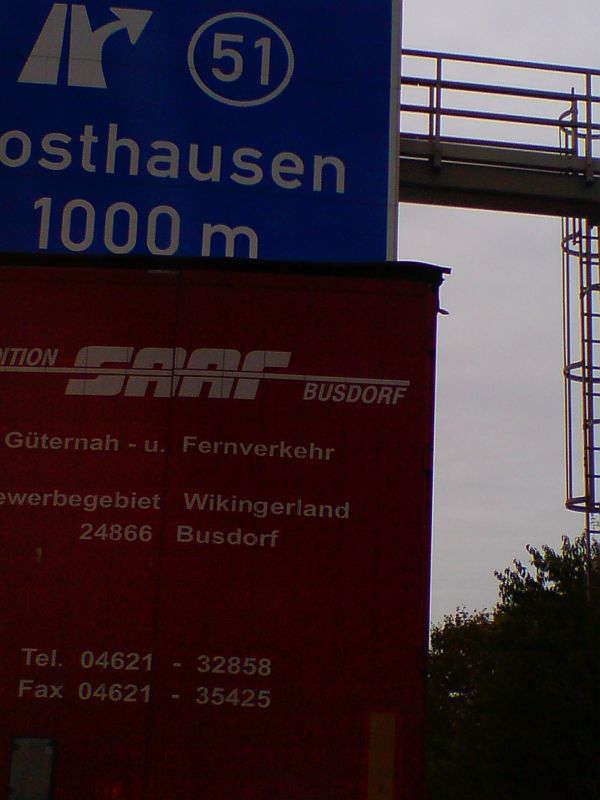 51
osthausen
1000 m
DITION SAAF BUSDORF
Güternah - u. Fernverkehr
ewerbegebiet Wikingerland
24866 Busdorf
Tel. 04621 - 32858
Fax 04621 - 35425